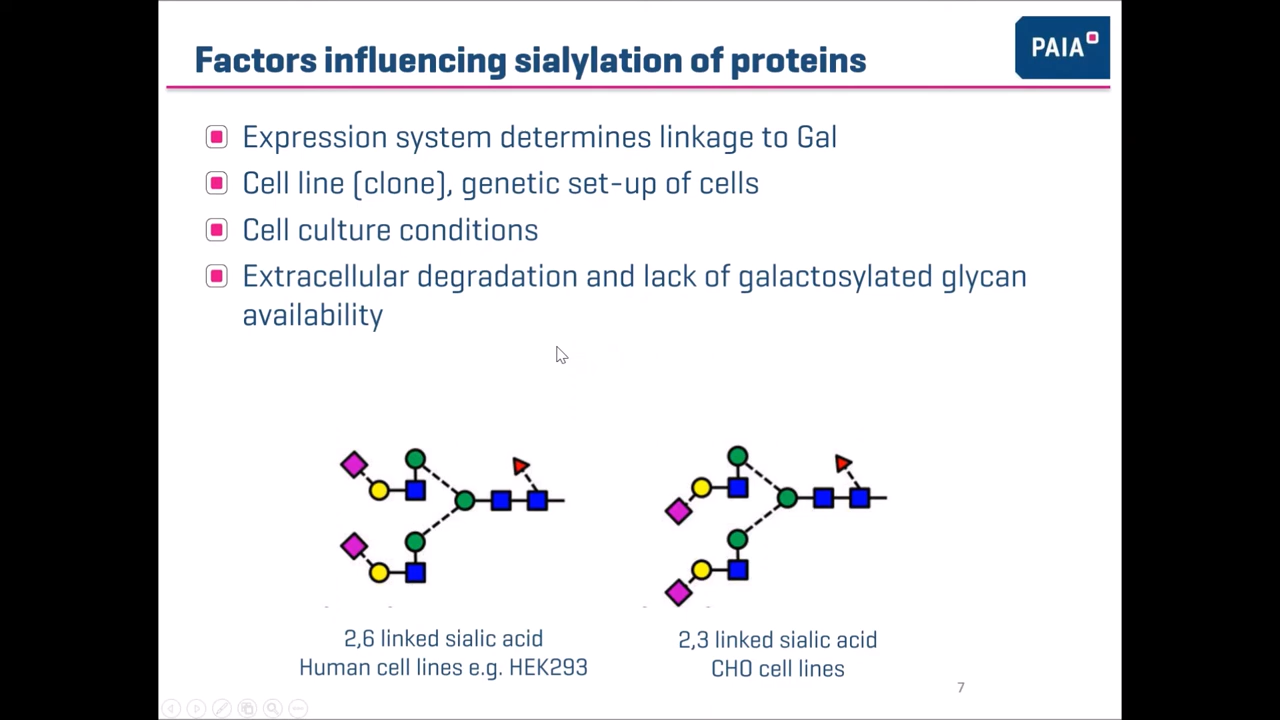 Factors influencing sialylation of proteins
PAIA
Expression system determines linkage to Gal
Cell line (clone), genetic set-up of cells
Cell culture conditions
Extracellular degradation and lack of galactosylated glycan
availability
2,6 linked sialic acid
Human cell lines e.g. HEK293
2,3 linked sialic acid
CHO cell lines
7